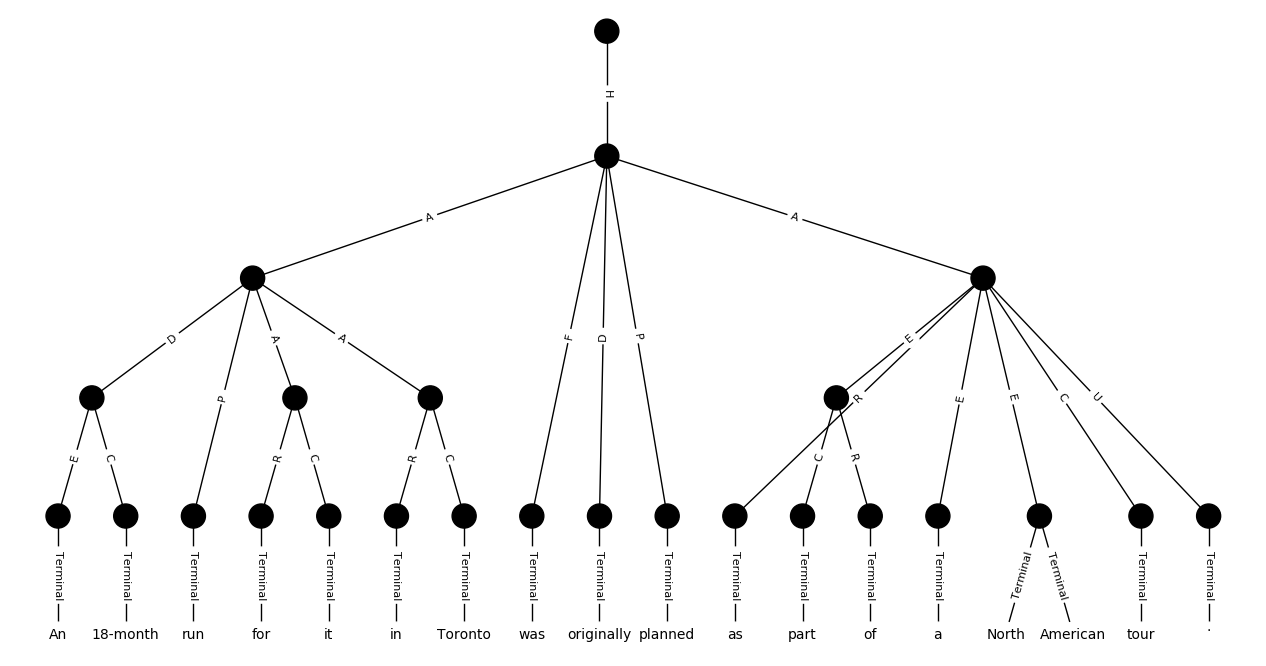 H
A A
D P A A F D P E R E E C U
E C R C R C C R
Terminal Terminal Terminal Terminal Terminal Terminal Terminal Terminal Terminal Terminal Terminal Terminal Terminal Terminal Terminal Terminal Terminal Terminal
An 18-month run for it in Toronto was originally planned as part of a North American tour .